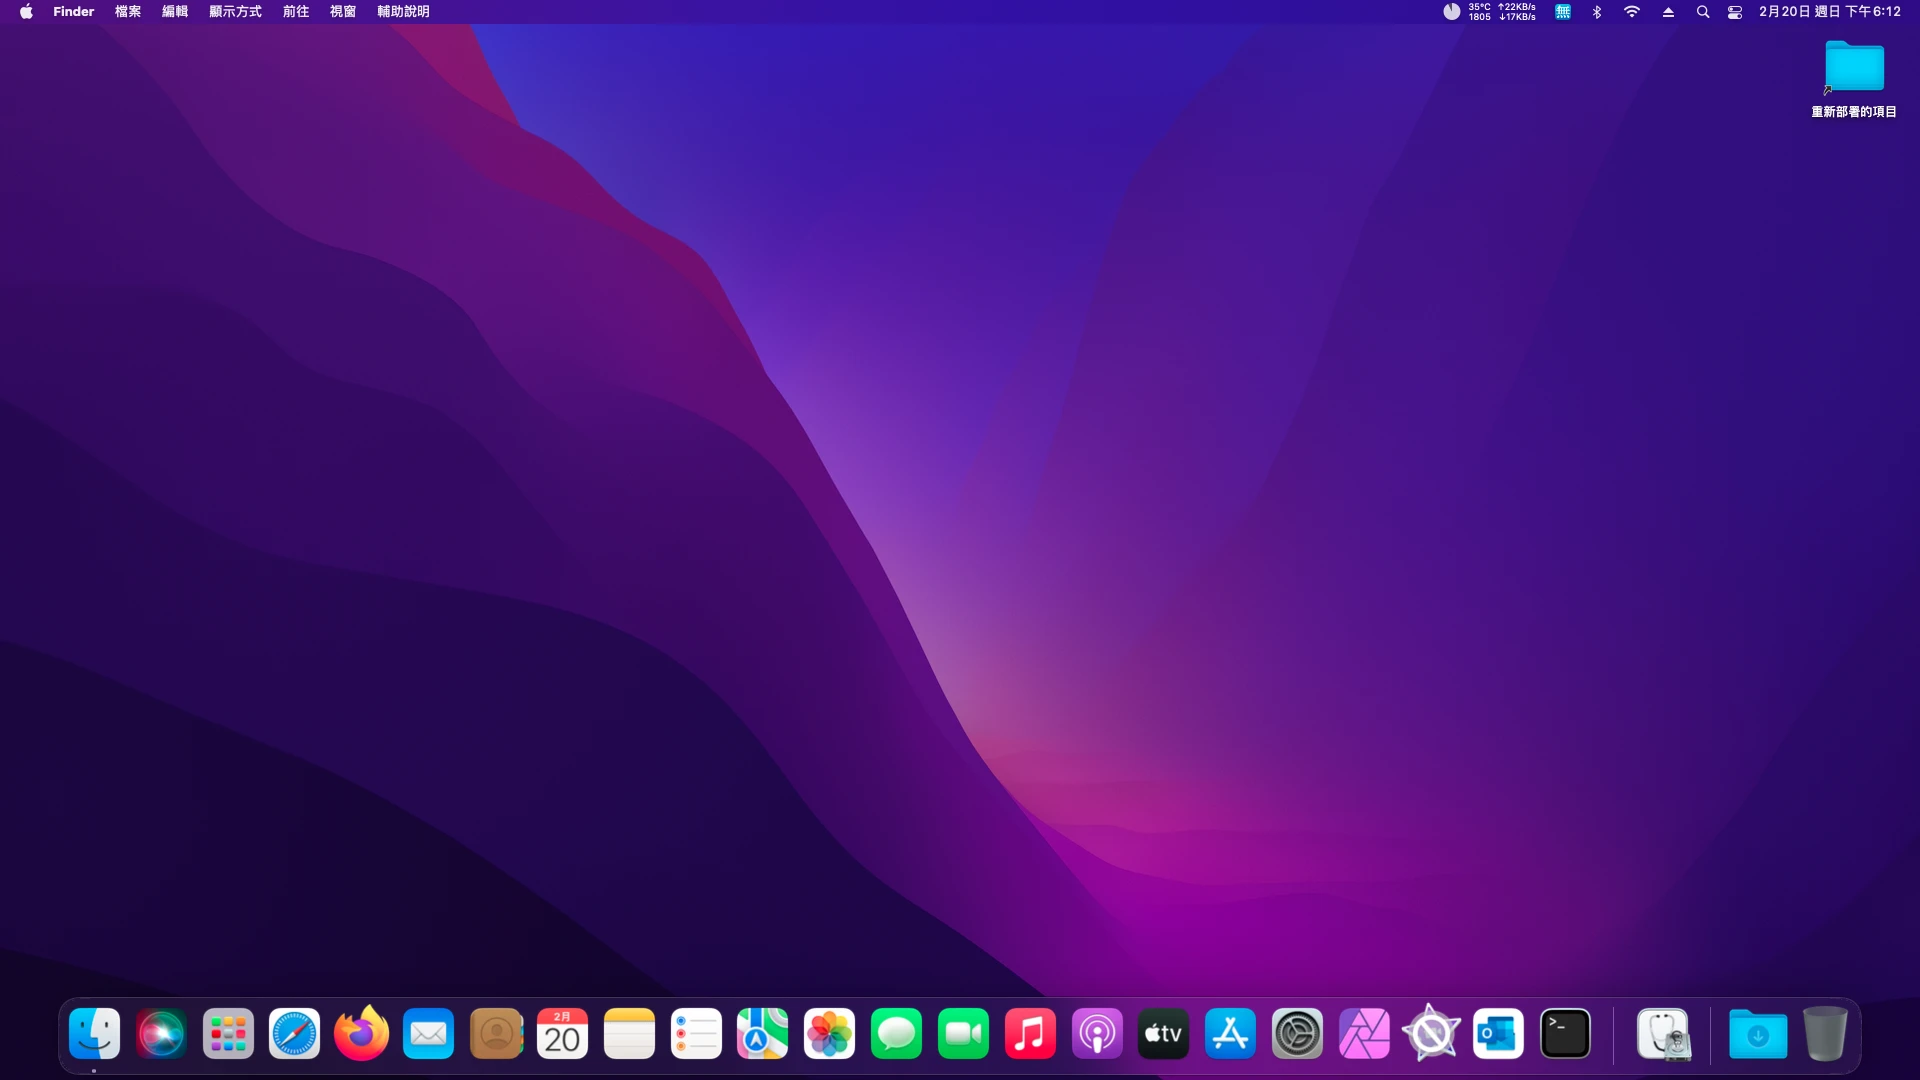 Finder 檔案 編輯 顯示方式 前往 視窗 輔助說明
35°C ↑22KB/s
1805 ↓17KB/s
無
2月20日 週日 下午6:12
重新部署的項目
2月
20
tv
>_